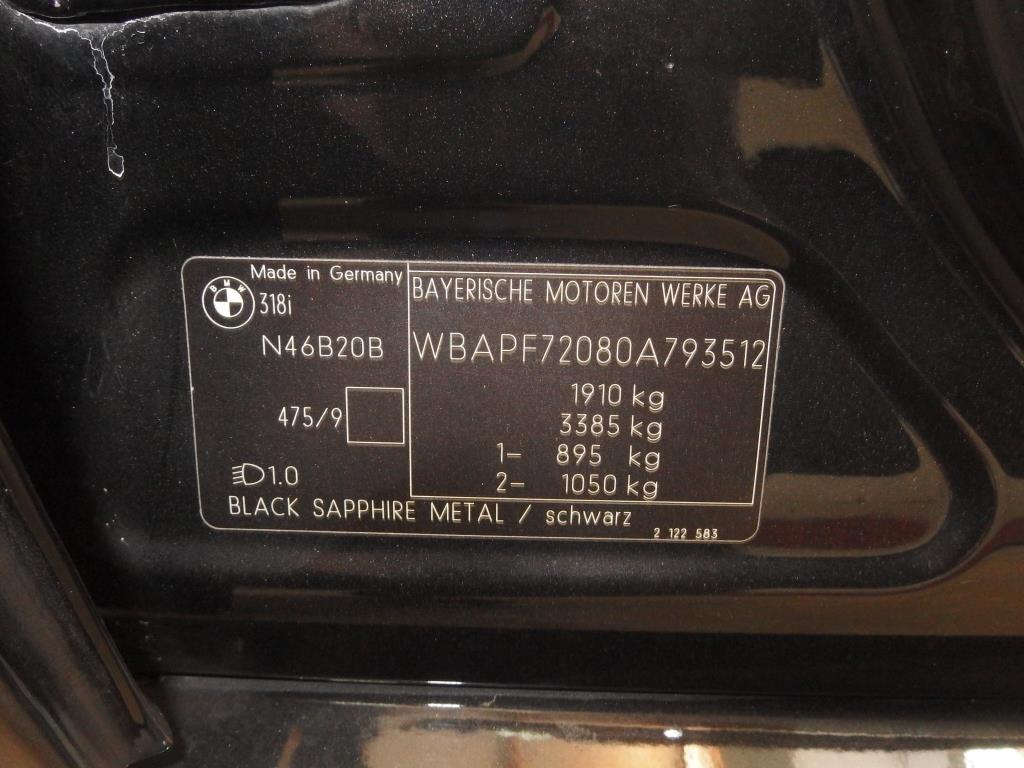 Made in Germany
BMW
318i
N46B20B
475/9
1.0
BAYERISCHE MOTOREN WERKE AG
WBAPF72080A793512
1910 kg
3385 kg
1- 895 kg
2- 1050 kg
BLACK SAPPHIRE METAL / schwarz
2 122 583